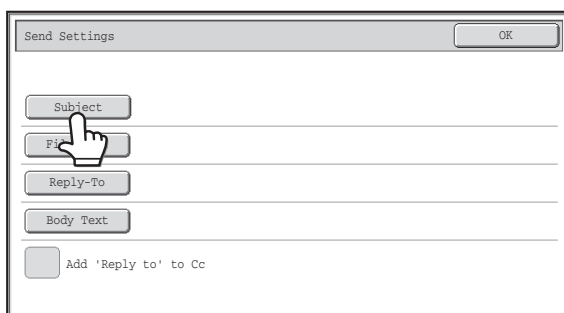 Send Settings OK
Subject
Reply-To
Body Text
Add 'Reply to' to Cc